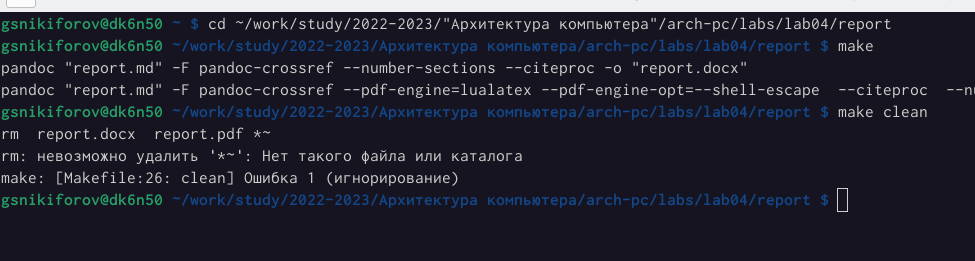 gsnikiforov@dk6n50 ~ $ cd ~/work/study/2022-2023/"Архитектура компьютера"/arch-pc/labs/lab04/report
gsnikiforov@dk6n50 ~/work/study/2022-2023/Архитектура компьютера/arch-pc/labs/lab04/report $ make
pandoc "report.md" -F pandoc-crossref --number-sections --citeproc -o "report.docx"
pandoc "report.md" -F pandoc-crossref --pdf-engine=lualatex --pdf-engine-opt=--shell-escape  --citeproc  --nu
gsnikiforov@dk6n50 ~/work/study/2022-2023/Архитектура компьютера/arch-pc/labs/lab04/report $ make clean
rm  report.docx  report.pdf *~
rm: невозможно удалить '*~': Нет такого файла или каталога
make: [Makefile:26: clean] Ошибка 1 (игнорирование)
gsnikiforov@dk6n50 ~/work/study/2022-2023/Архитектура компьютера/arch-pc/labs/lab04/report $